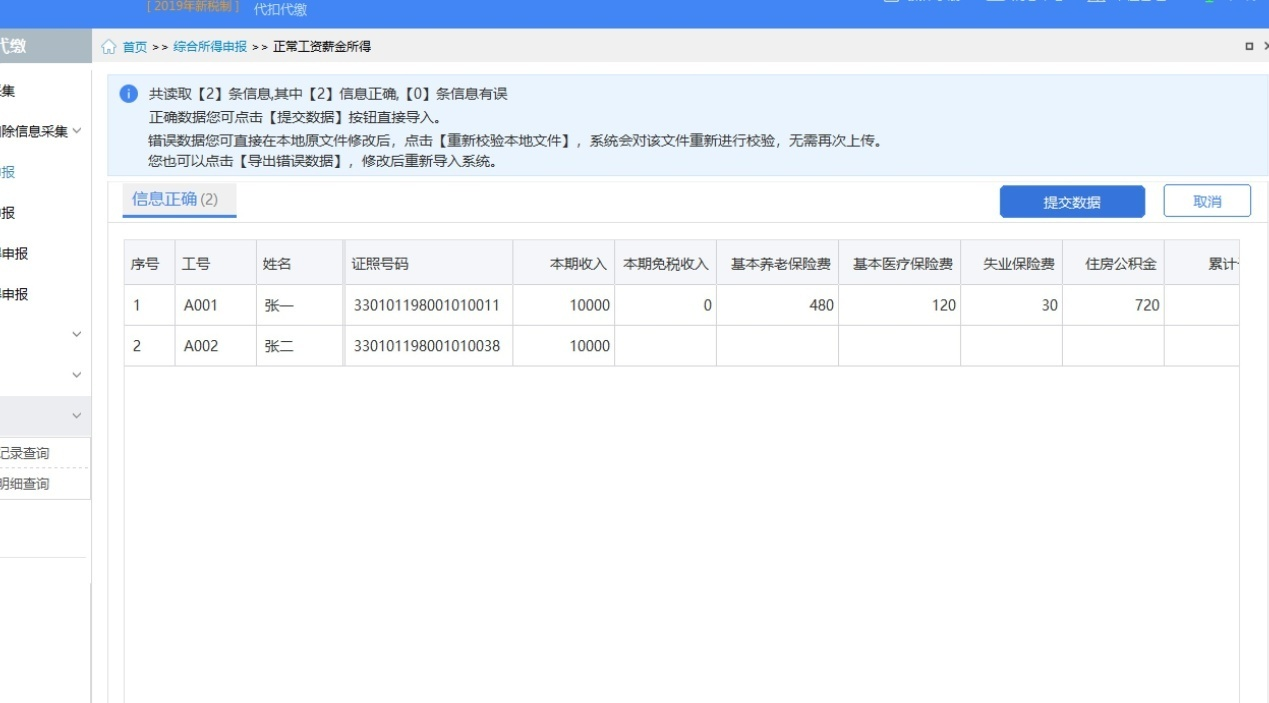 [ 2019年新税制 ] 代扣代缴
代缴
首页 >> 综合所得申报 >> 正常工资薪金所得
共读取【2】条信息,其中【2】信息正确,【0】条信息有误
正确数据您可点击【提交数据】按钮直接导入。
错误数据您可直接在本地原文件修改后，点击【重新校验本地文件】，系统会对该文件重新进行校验，无需再次上传。
您也可以点击【导出错误数据】，修改后重新导入系统。
集
除信息采集
报
报
申报
申报
记录查询
明细查询
信息正确 (2) 提交数据 取消
序号 工号 姓名 证照号码 本期收入 本期免税收入 基本养老保险费 基本医疗保险费 失业保险费 住房公积金 累计
1 A001 张一 330101198001010011 10000 0 480 120 30 720
2 A002 张二 330101198001010038 10000